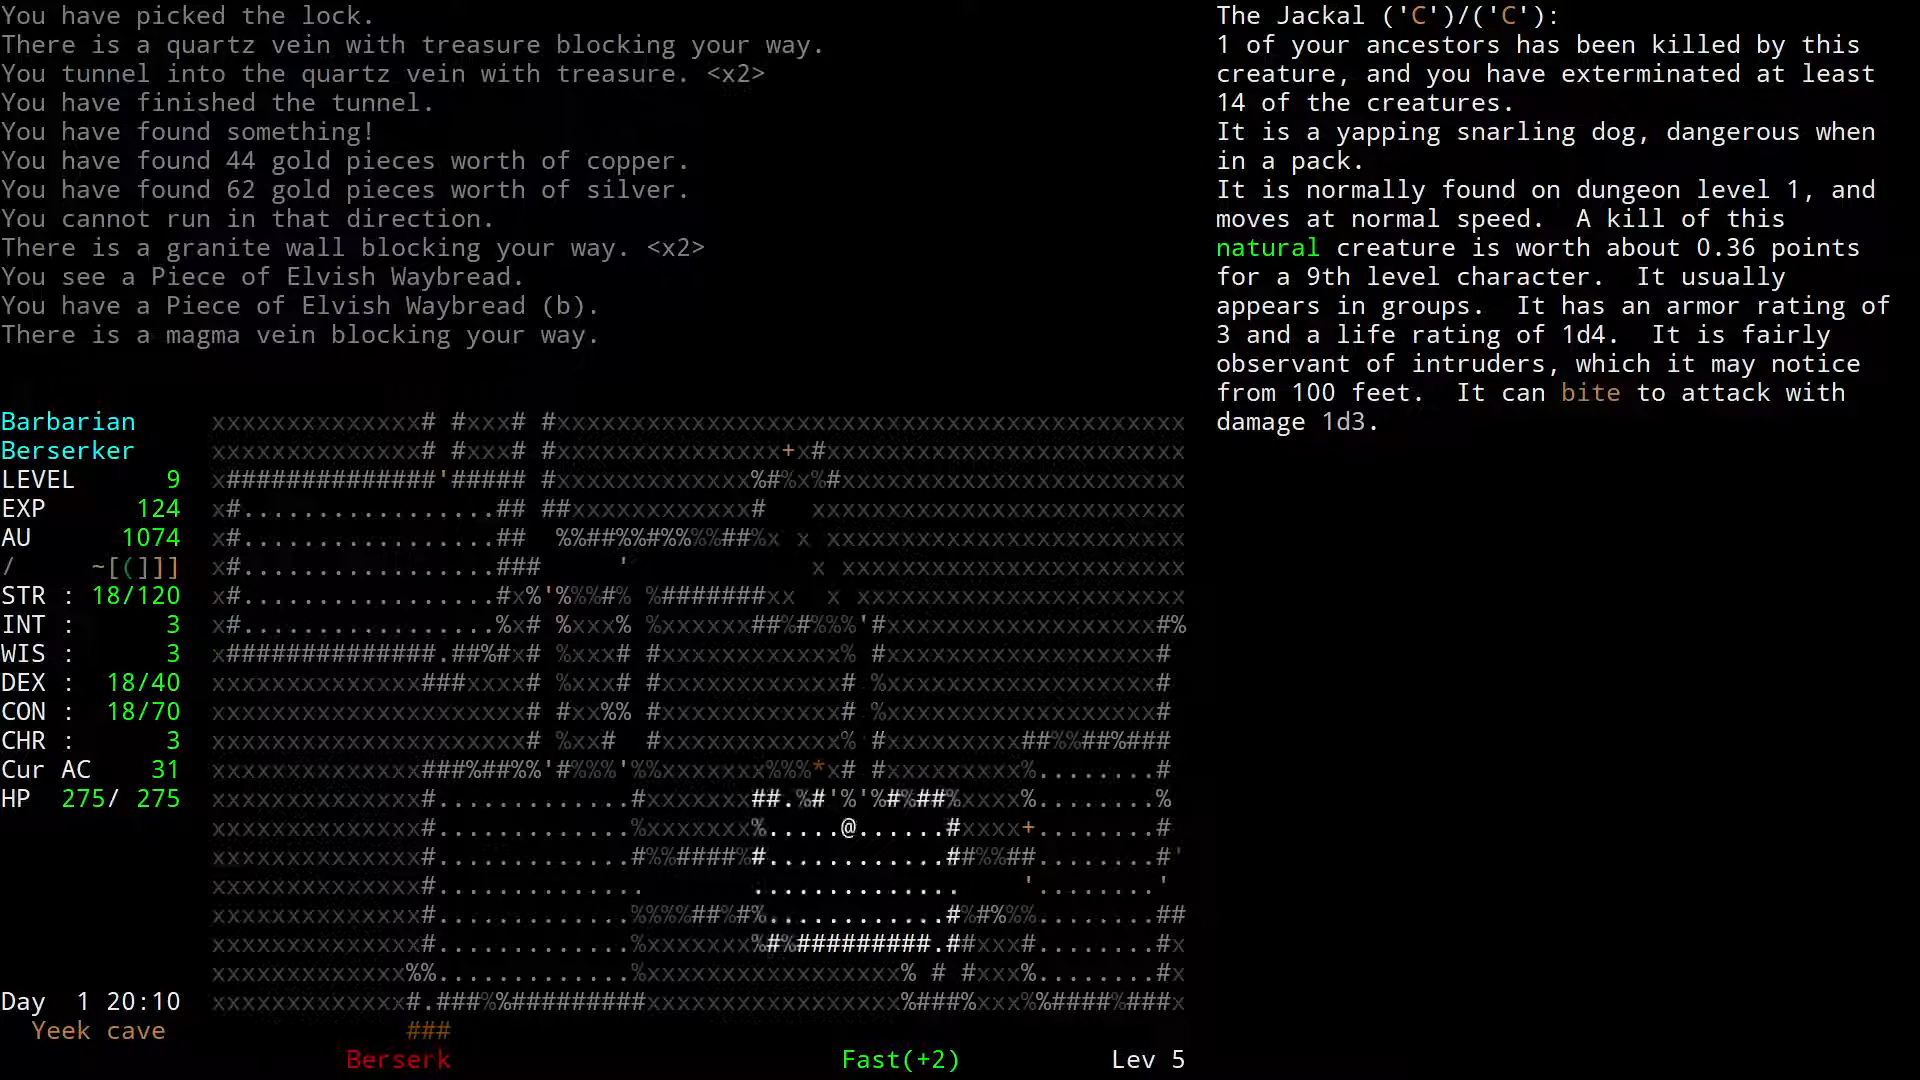 You have picked the lock.
There is a quartz vein with treasure blocking your way.
You tunnel into the quartz vein with treasure. <x2>
You have finished the tunnel.
You have found something!
You have found 44 gold pieces worth of copper.
You have found 62 gold pieces worth of silver.
You cannot run in that direction.
There is a granite wall blocking your way. <x2>
You see a Piece of Elvish Waybread.
You have a Piece of Elvish Waybread (b).
There is a magma vein blocking your way.
The Jackal ('C')/('C'):
1 of your ancestors has been killed by this
creature, and you have exterminated at least
14 of the creatures.
It is a yapping snarling dog, dangerous when
in a pack.
It is normally found on dungeon level 1, and
moves at normal speed.  A kill of this
natural creature is worth about 0.36 points
for a 9th level character.  It usually
appears in groups.  It has an armor rating of
3 and a life rating of 1d4.  It is fairly
observant of intruders, which it may notice
from 100 feet.  It can bite to attack with
damage 1d3.
Barbarian
Berserker
LEVEL 9
EXP 124
AU 1074
/ ~[(]]]
STR : 18/120
INT : 3
WIS : 3
DEX : 18/40
CON : 18/70
CHR : 3
Cur AC 31
HP 275/ 275
Day 1 20:10
Yeek cave
###
Berserk
Fast(+2)
Lev 5